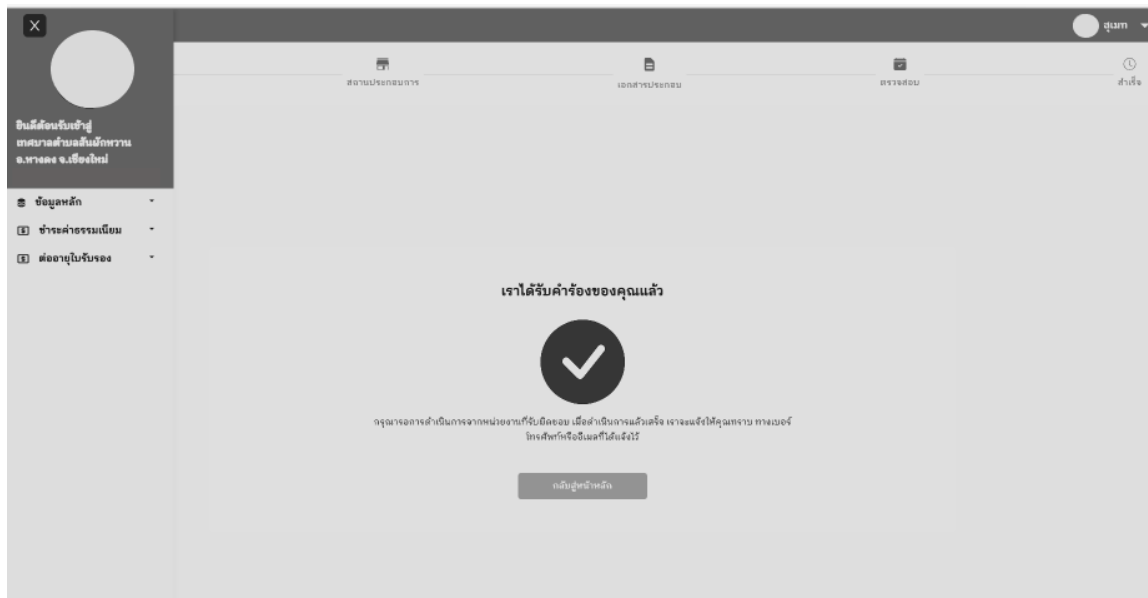 X
สุเมท
สถานประกอบการ
เอกสารประกอบ
ตรวจสอบ
สำเร็จ
ยินดีต้อนรับเข้าสู่
เทศบาลตำบลสันผักหวาน
อ.หางดง จ.เชียงใหม่
ข้อมูลหลัก
ชำระค่าธรรมเนียม
ต่ออายุใบรับรอง
เราได้รับคำร้องของคุณแล้ว
กรุณารอการดำเนินการจากหน่วยงานที่รับผิดชอบ เมื่อดำเนินการแล้วเสร็จ เราจะแจ้งให้คุณทราบ ทางเบอร์
โทรศัพท์หรืออีเมลที่ได้แจ้งไว้
กลับสู่หน้าหลัก